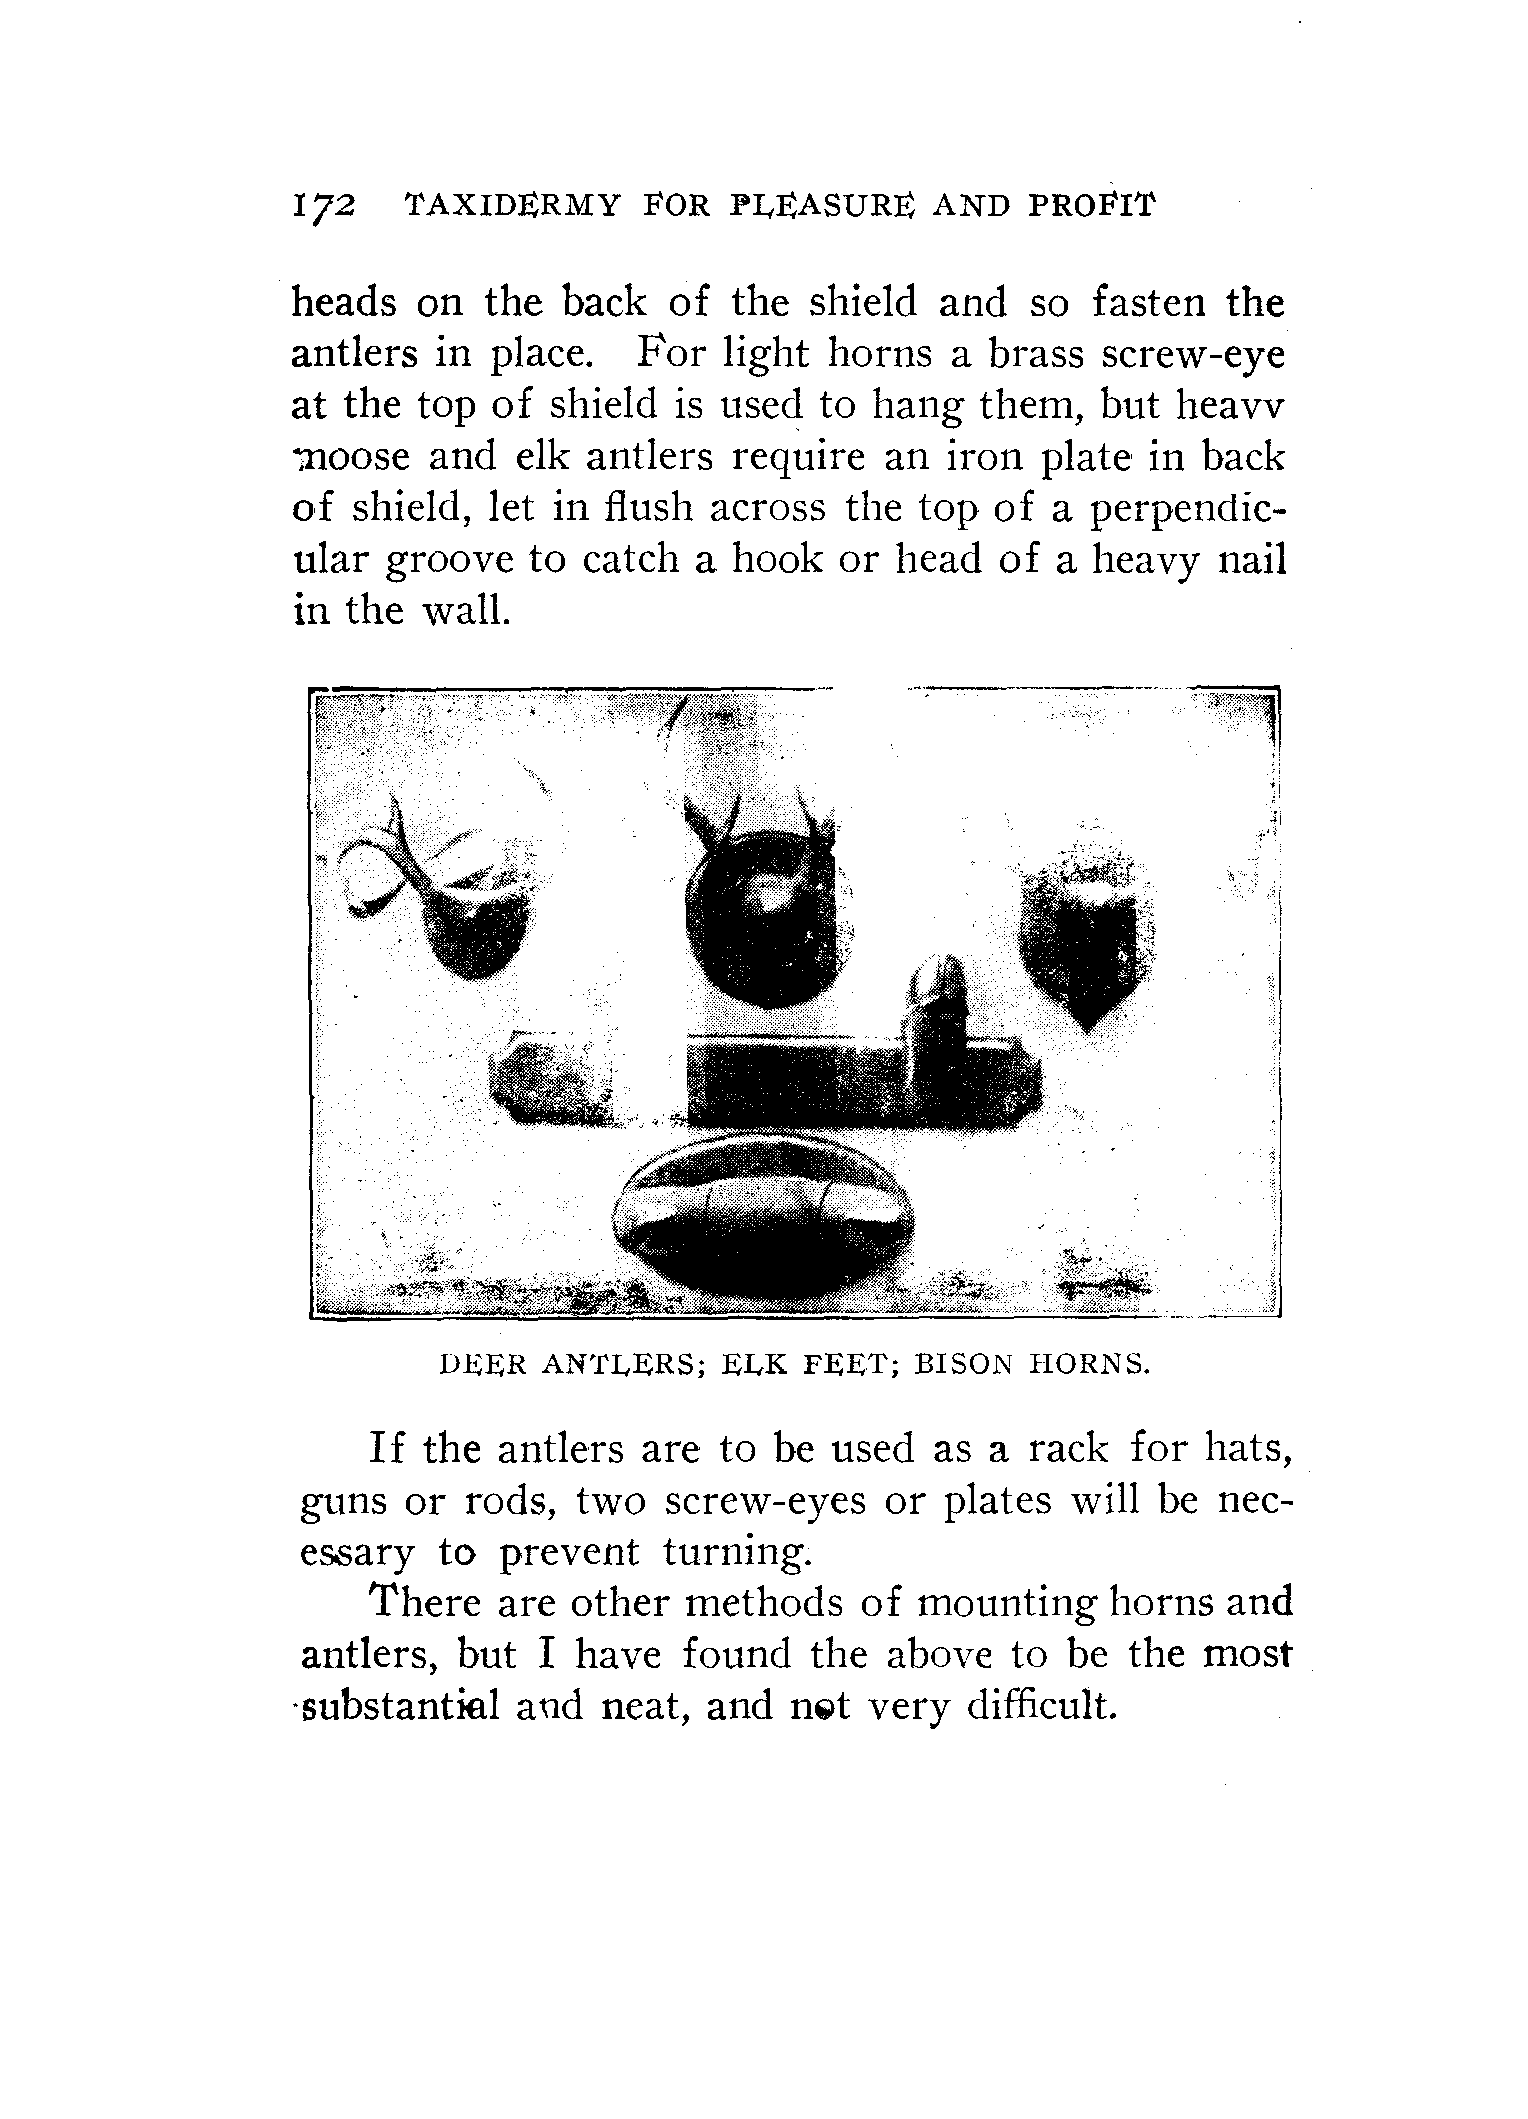 172 TAXIDERMY FOR PLEASURE AND PROFIT
heads on the back of the shield and so fasten the
antlers in place. For light horns a brass screw-eye
at the top of shield is used to hang them, but heavy
moose and elk antlers require an iron plate in back
of shield, let in flush across the top of a perpendic-
ular groove to catch a hook or head of a heavy nail
in the wall.
DEER ANTLERS; ELK FEET; BISON HORNS.
If the antlers are to be used as a rack for hats,
guns or rods, two screw-eyes or plates will be nec-
essary to prevent turning.
There are other methods of mounting horns and
antlers, but I have found the above to be the most
substantial and neat, and not very difficult.